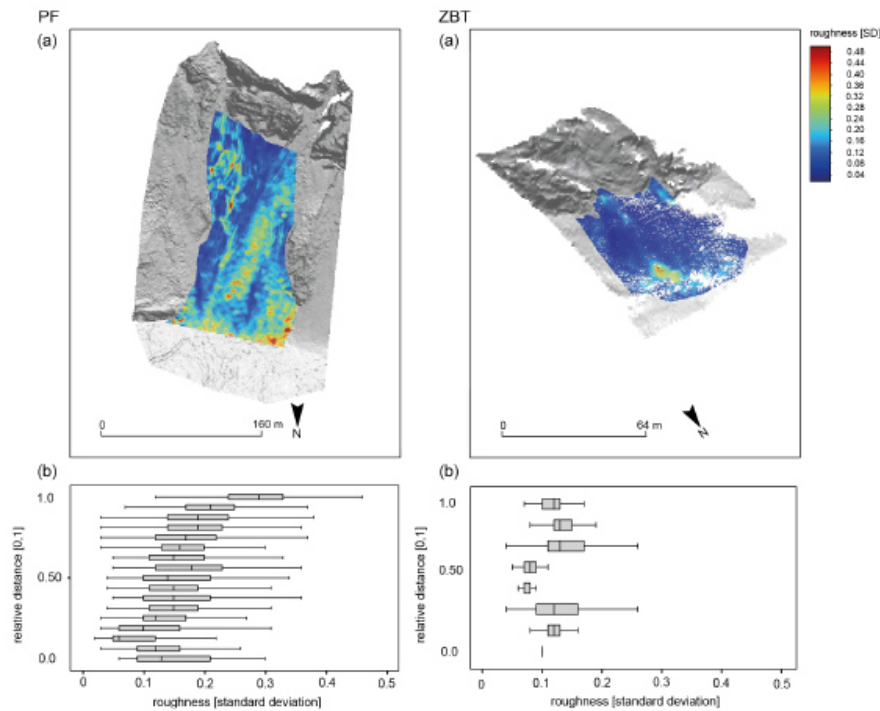 PF
(a)
0
160 m
N
(b)
1.0
0.50
0.0
relative distance [0,1]
0
0.1
0.2
0.3
0.4
0.5
roughness [standard deviation]
ZBT
(a)
0
64 m
N
roughness [SD]
0.48
0.44
0.36
0.32
0.28
0.24
0.20
0.16
0.12
0.08
0.04
(b)
1.0
0.50
0.0
relative distance [0,1]
0
0.1
0.2
0.3
0.4
0.5
roughness [standard deviation]